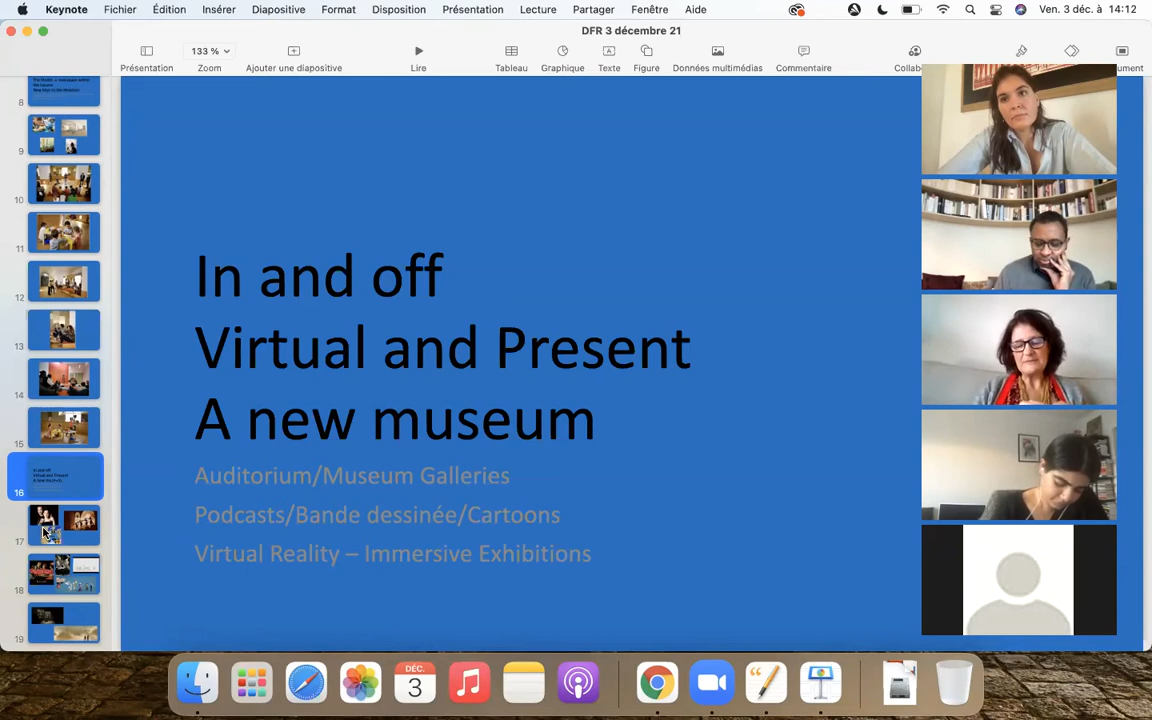 Keynote Fichier Édition Insérer Diapositive Format Disposition Présentation Lecture Partager Fenêtre Aide Ven. 3 déc. à 14:12
DFR 3 décembre 21
133 %
Présentation Zoom Ajouter une diapositive Lire Tableau Graphique Texte Figure Données multimédias Commentaire Collabo ument
8
9
10
11
12
13
14
15
16
17
18
19
In and off
Virtual and Present
A new museum
Auditorium/Museum Galleries
Podcasts/Bande dessinée/Cartoons
Virtual Reality – Immersive Exhibitions
DÉC.
3